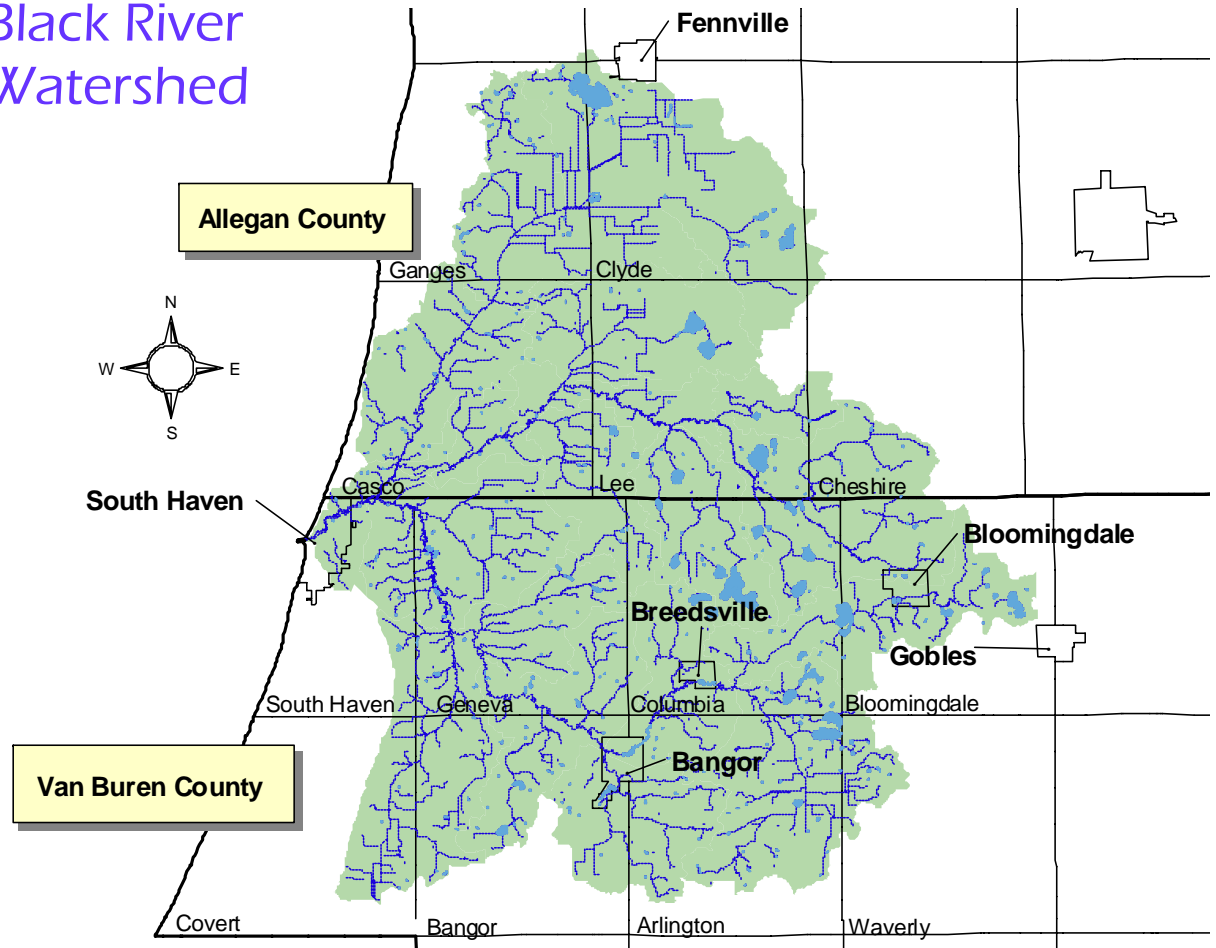 Black River
Watershed
Fennville
Allegan County
Ganges
Clyde
N
W
E
S
South Haven
Casco
Lee
Cheshire
Bloomingdale
Breedsville
Gobles
South Haven
Geneva
Columbia
Bloomingdale
Van Buren County
Bangor
Covert
Bangor
Arlington
Waverly